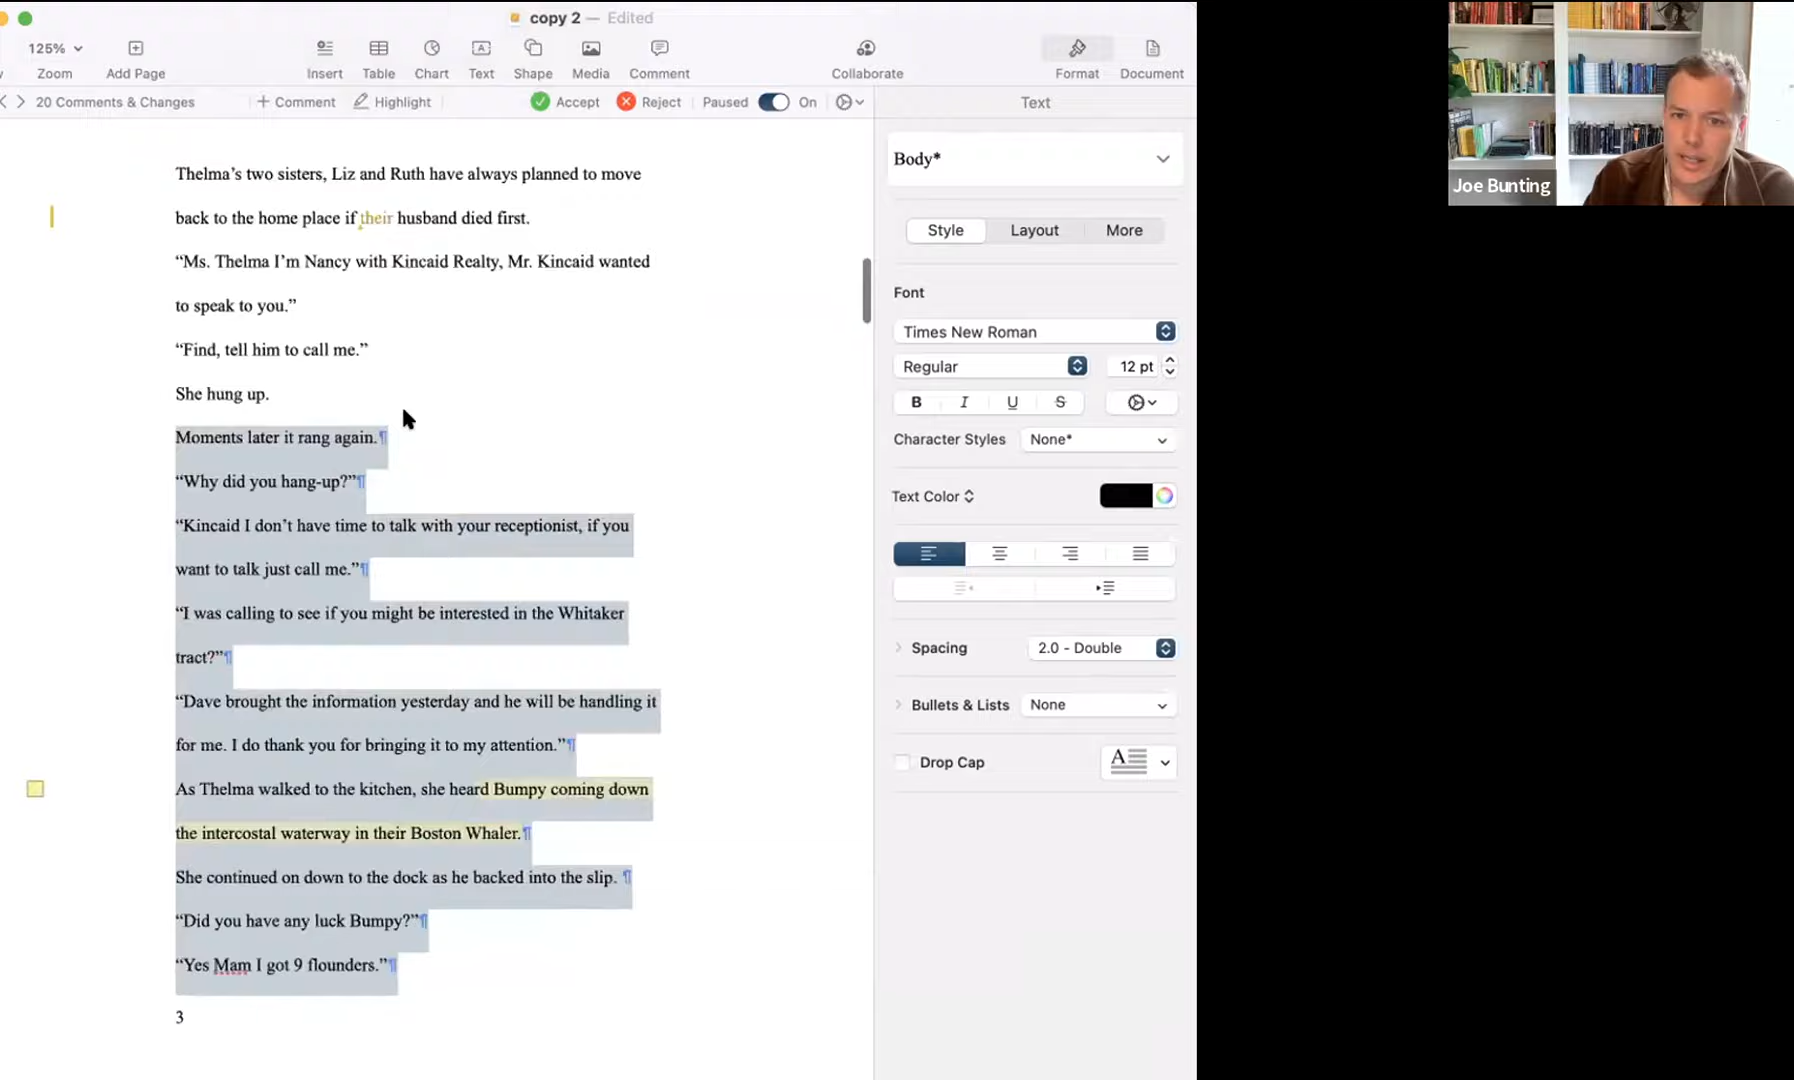 copy 2 — Edited
125%
Zoom
Add Page
Insert
Table
Chart
Text
Shape
Media
Comment
Collaborate
Format
Document
20 Comments & Changes
+ Comment
Highlight
Accept
Reject
Paused
On
Text
Thelma’s two sisters, Liz and Ruth have always planned to move
back to the home place if their husband died first.
“Ms. Thelma I’m Nancy with Kincaid Realty, Mr. Kincaid wanted
to speak to you.”
“Find, tell him to call me.”
She hung up.
Moments later it rang again.¶
“Why did you hang-up?”¶
“Kincaid I don’t have time to talk with your receptionist, if you
want to talk just call me.”¶
“I was calling to see if you might be interested in the Whitaker
tract?”¶
“Dave brought the information yesterday and he will be handling it
for me. I do thank you for bringing it to my attention.”¶
As Thelma walked to the kitchen, she heard Bumpy coming down
the intercostal waterway in their Boston Whaler.¶
She continued on down to the dock as he backed into the slip. ¶
“Did you have any luck Bumpy?”¶
“Yes Mam I got 9 flounders.”¶
3
Body*
Style
Layout
More
Font
Times New Roman
Regular
12 pt
B
I
U
S
Character Styles
None*
Text Color
Spacing
2.0 - Double
Bullets & Lists
None
Drop Cap
A
Joe Bunting